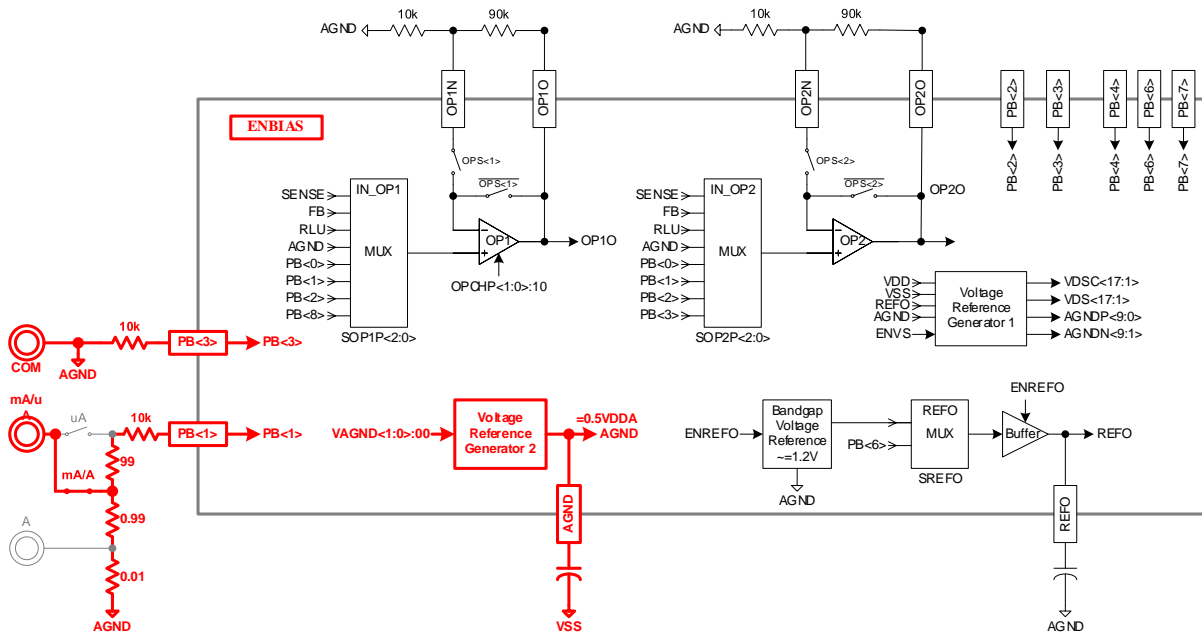 10k
90k
AGND
10k
90k
AGND
OP1N
OP1O
OP2N
OP2O
PB<2>
PB<3>
PB<4>
PB<6>
PB<7>
ENBIAS
PB<2>
PB<3>
PB<4>
PB<6>
PB<7>
OPS<1>
OPS<1>
OPS<2>
OPS<2>
IN_OP1
MUX
SENSE
FB
RLU
AGND
PB<0>
PB<1>
PB<2>
PB<8>
SOP1P<2:0>
OP1
OP1O
OPCHP<1:0>:10
IN_OP2
MUX
SENSE
FB
RLU
AGND
PB<0>
PB<1>
PB<2>
PB<3>
SOP2P<2:0>
OP2
OP2O
VDD
VSS
REFO
AGND
ENVS
Voltage
Reference
Generator 1
VDSC<17:1>
VDS<17:1>
AGNDP<9:0>
AGNDN<9:1>
COM
AGND
10k
PB<3>
PB<3>
mA/u
A
uA
10k
PB<1>
PB<1>
99
mA/A
0.99
A
0.01
AGND
VAGND<1:0>:00
Voltage
Reference
Generator 2
=0.5VDDA
AGND
AGND
VSS
ENREFO
Bandgap
Voltage
Reference
~=1.2V
AGND
PB<6>
REFO
MUX
SREFO
ENREFO
Buffer
REFO
REFO
AGND